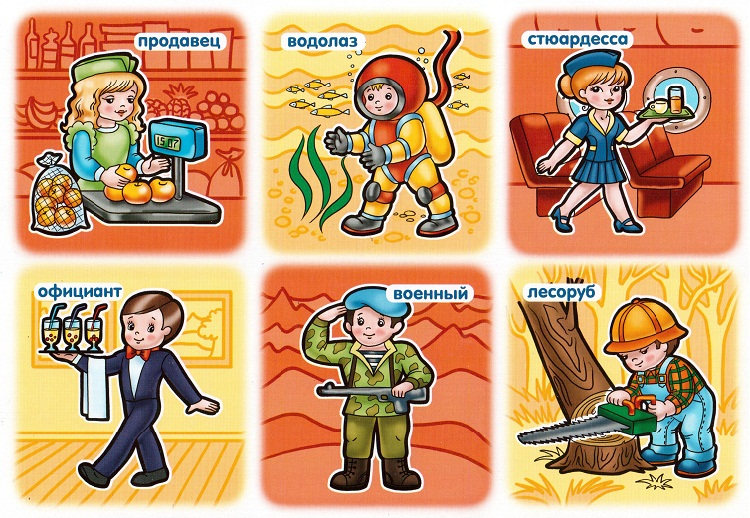 продавец
водолаз
стюардесса
официант
военный
лесоруб